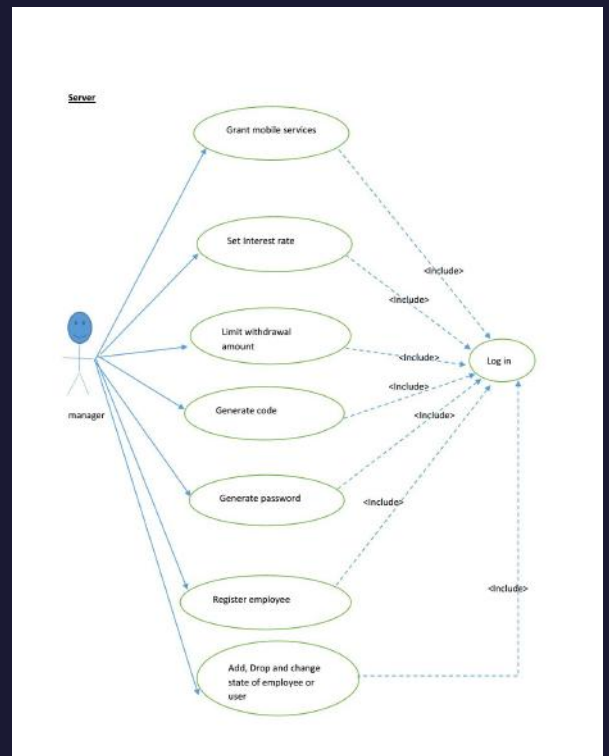 Server
Grant mobile services
Set Interest rate
<Include>
<Include>
Limit withdrawal
amount
<Include>
Log in
<Include>
manager
Generate code
<Include>
Generate password
<Include>
Register employee
<Include>
Add, Drop and change
state of employee or
user